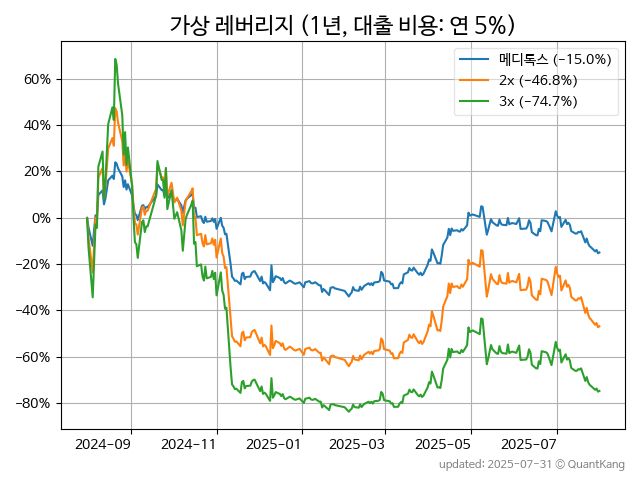 가상 레버리지 (1년, 대출 비용: 연 5%)
메디톡스 (-15.0%)
2x (-46.8%)
3x (-74.7%)
60%
40%
20%
0%
-20%
-40%
-60%
-80%
2024-09
2024-11
2025-01
2025-03
2025-05
2025-07
updated: 2025-07-31 © QuantKang